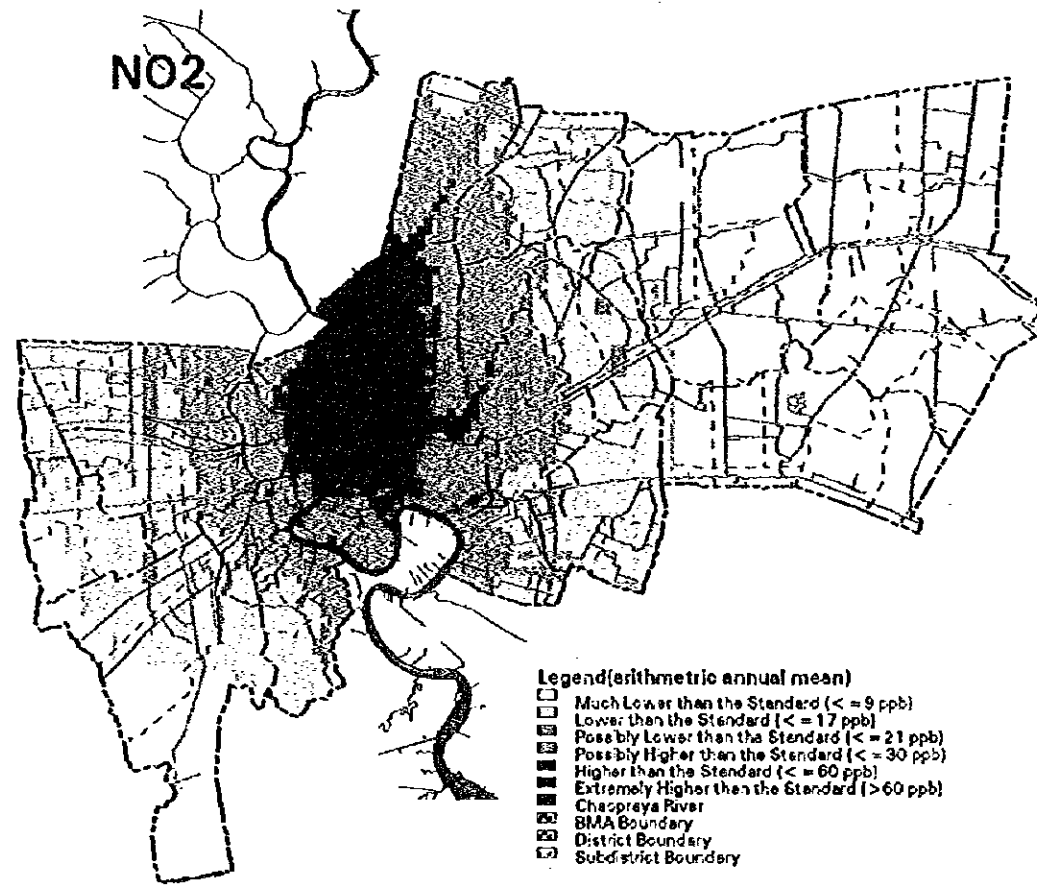 NO2
Legend(arithmetric annual mean)
Much Lower than the Standard (< = 9 ppb)
Lower than the Standard (< = 17 ppb)
Possibly Lower than the Standard (< = 21 ppb)
Possibly Higher than the Standard (< = 30 ppb)
Higher than the Standard (< = 60 ppb)
Extremely Higher than the Standard (>60 ppb)
Chaopraya River
BMA Boundary
District Boundary
Subdistrict Boundary